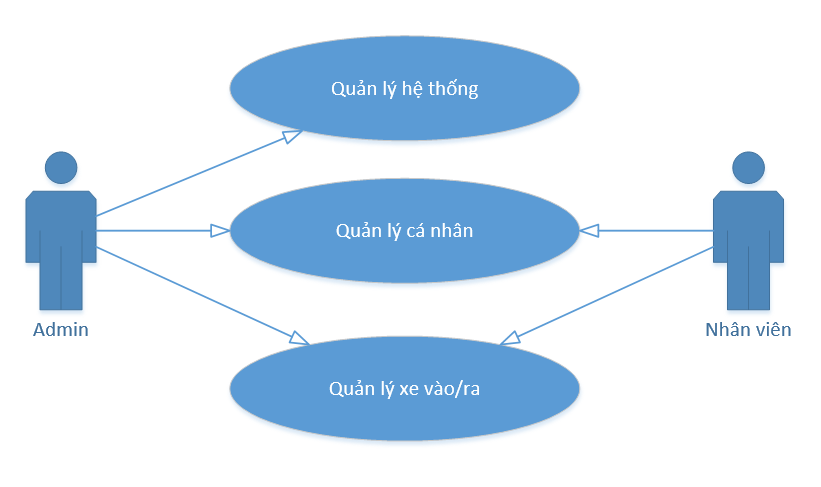 Quản lý hệ thống
Quản lý cá nhân
Admin
Nhân viên
Quản lý xe vào/ra